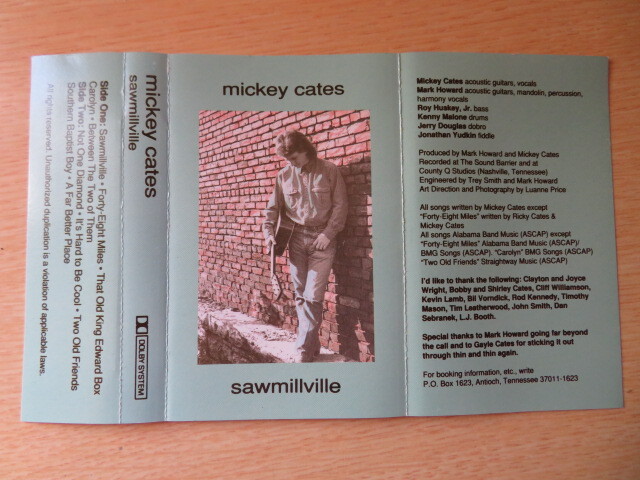 Side One: Sawmillville • Forty-Eight Miles • That Old King Edward Box
Carolyn • Between The Two of Them
Side Two: Not One Diamond • It's Hard to Be Cool • Two Old Friends
Southern Baptist Boy • A Far Better Place
All rights reserved. Unauthorized duplication is a violation of applicable laws.
mickey cates
sawmillville
DOLBY SYSTEM
mickey cates
sawmillville
Mickey Cates acoustic guitars, vocals
Mark Howard acoustic guitars, mandolin, percussion,
harmony vocals
Roy Huskey, Jr. bass
Kenny Malone drums
Jerry Douglas dobro
Jonathan Yudkin fiddle
Produced by Mark Howard and Mickey Cates
Recorded at The Sound Barrier and at
County Q Studios (Nashville, Tennessee)
Engineered by Trey Smith and Mark Howard
Art Direction and Photography by Luanne Price
All songs written by Mickey Cates except
"Forty-Eight Miles" written by Ricky Cates &
Mickey Cates
All songs Alabama Band Music (ASCAP) except
"Forty-Eight Miles" Alabama Band Music (ASCAP)/
BMG Songs (ASCAP). "Carolyn" BMG Songs (ASCAP)
"Two Old Friends" Straightway Music (ASCAP)
I'd like to thank the following: Clayton and Joyce
Wright, Bobby and Shirley Cates, Cliff Williamson,
Kevin Lamb, Bil Vorndick, Rod Kennedy, Timothy
Mason, Tim Leatherwood, John Smith, Dan
Sebranek, L.J. Booth.
Special thanks to Mark Howard going far beyond
the call and to Gayle Cates for sticking it out
through thin and thin again.
For booking information, etc., write
P.O. Box 1623, Antioch, Tennessee 37011-1623